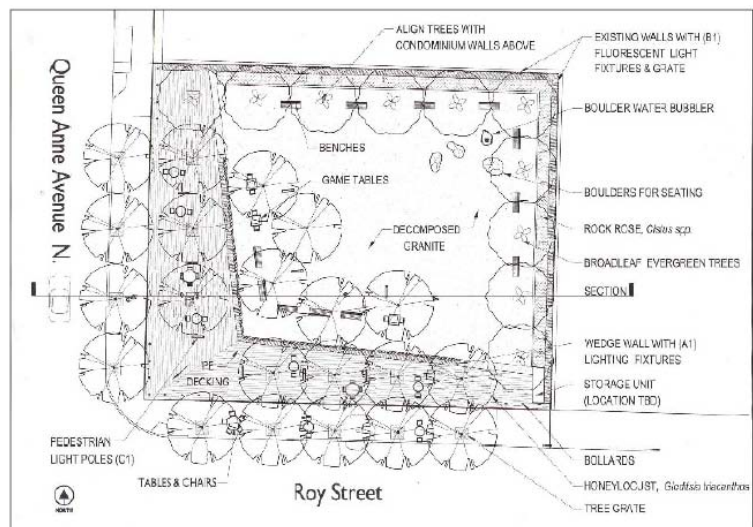 ALIGN TREES WITH
CONDOMINIUM WALLS ABOVE
EXISTING WALLS WITH (B1)
FLUORESCENT LIGHT
FIXTURES & GRATE
BOULDER WATER BUBBLER
BENCHES
GAME TABLES
BOULDERS FOR SEATING
DECOMPOSED
GRANITE
ROCK ROSE, Cistus spp.
BROADLEAF EVERGREEN TREES
SECTION
Queen Anne Avenue N.
WEDGE WALL WITH (A1)
LIGHTING FIXTURES
DECKING
STORAGE UNIT
(LOCATION TBD)
PEDESTRIAN
LIGHT POLES (C1)
TABLES & CHAIRS
BOLLARDS
HONEYLOCUST, Gleditsia triacanthos
TREE GRATE
Roy Street
NORTH